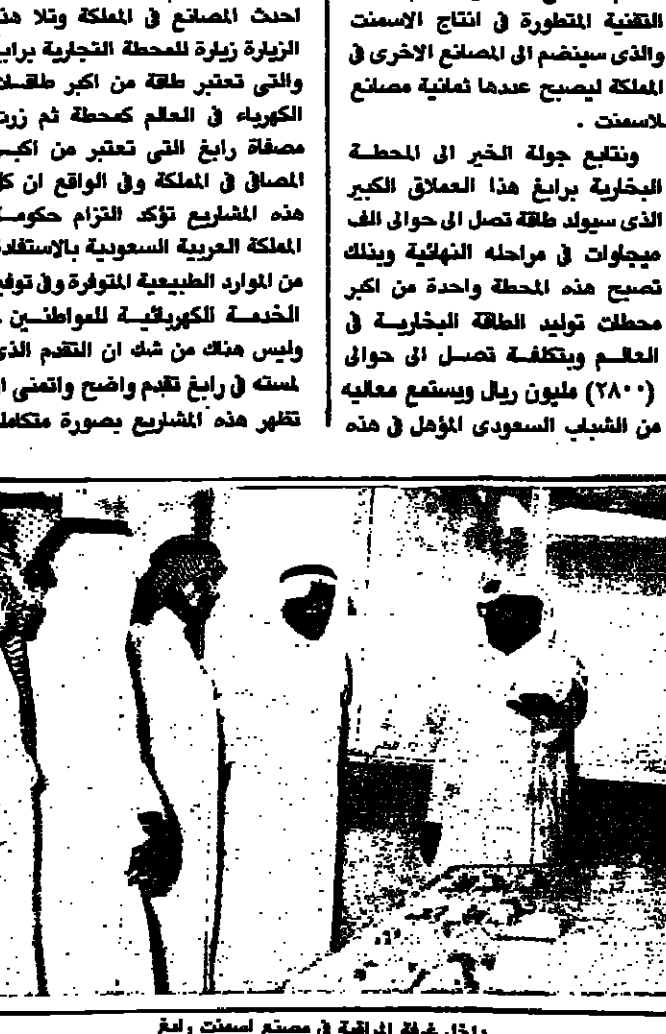 التقنية المتطورة في انتاج الاسمنت
والذى سينضم الى المصانع الاخرى في
المملكة ليصبح عددها ثمانية مصانع
للاسمنت .
ونتابع جولة الخير الى المحطة
البخارية برابغ هذا العملاق الكبير
الذى سيولد طاقة تصل الى حوالى الف
ميجاوات في مراحله النهائية وبذلك
تصبح هذه المحطة واحدة من اكبر
محطات توليد الطاقة البخارية في
العالم وبتكلفة تصل الى حوالى
(٢٨٠٠) مليون ريال ويستمع معاليه
من الشباب السعودى المؤهل في هذه
احدث المصانع في المملكة وتلا هذه
الزيارة زيارة للمحطة التجارية برابغ
والتى تعتبر طاقة من اكبر طاقات
الكهرباء في العالم كمحطة ثم زرت
مصفاة رابغ التى تعتبر من اكبر
المصافى في المملكة وفى الواقع ان كل
هذه المشاريع تؤكد التزام حكومة
المملكة العربية السعودية بالاستفادة
من الموارد الطبيعية المتوفرة وفى توفير
الخدمة الكهربائية للمواطنين .
وليس هناك من شك ان التقدم الذى
لمسته في رابغ تقدم واضح واتمنى ان
تظهر هذه المشاريع بصورة متكاملة
داخل غرفة المراقبة في مصنع اسمنت رابغ